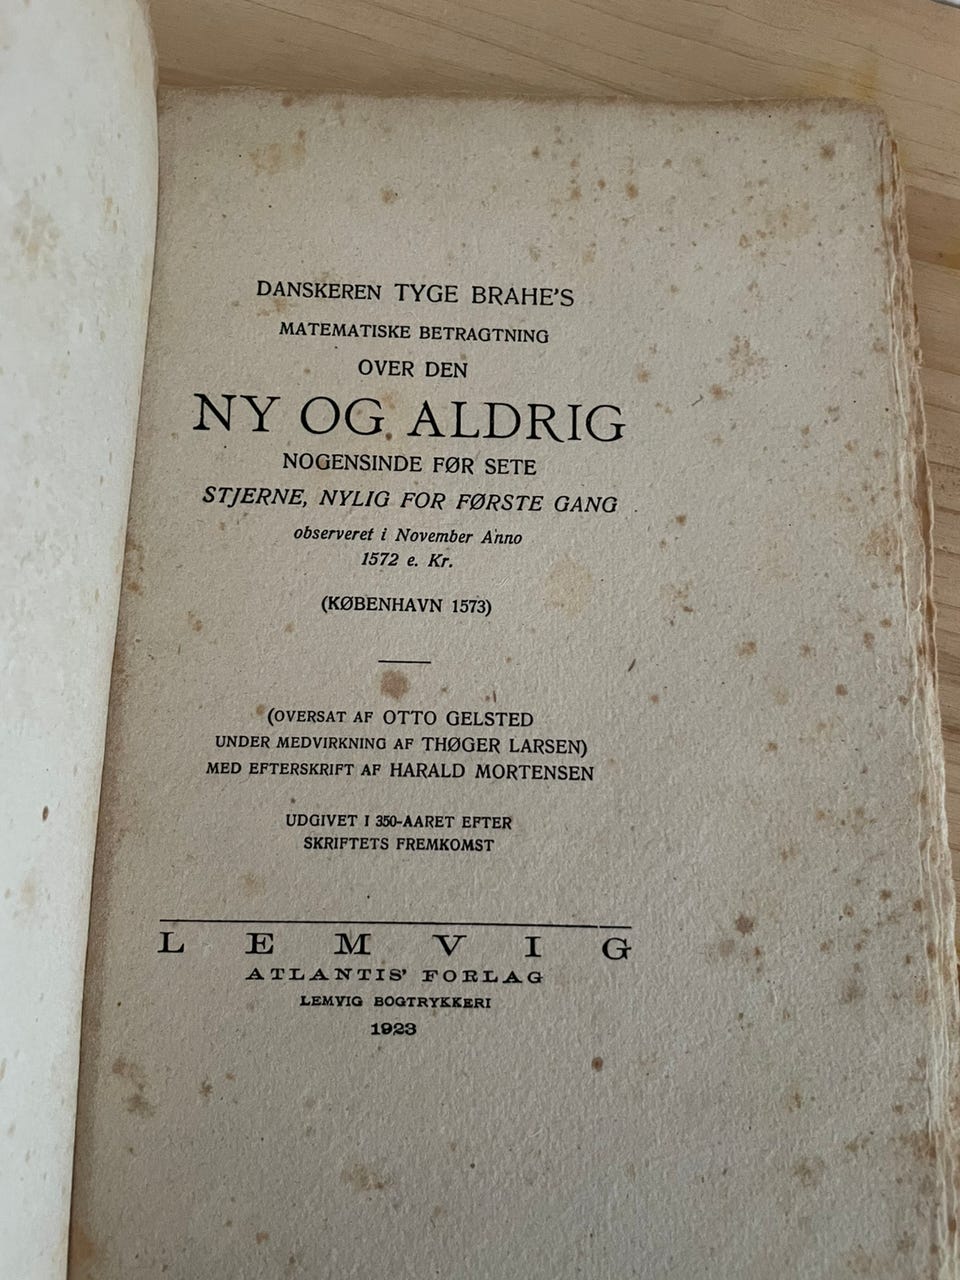 DANSKEREN TYGE BRAHE'S
MATEMATISKE BETRAGTNING
OVER DEN
NY OG ALDRIG
NOGENSINDE FØR SETE
STJERNE, NYLIG FOR FØRSTE GANG
observeret i November Anno
1572 e. Kr.
(KØBENHAVN 1573)
(OVERSAT AF OTTO GELSTED
UNDER MEDVIRKNING AF THØGER LARSEN)
MED EFTERSKRIFT AF HARALD MORTENSEN
UDGIVET I 350-AARET EFTER
SKRIFTETS FREMKOMST
LEMVIG
ATLANTIS' FORLAG
LEMVIG BOGTRYKKERI
1923